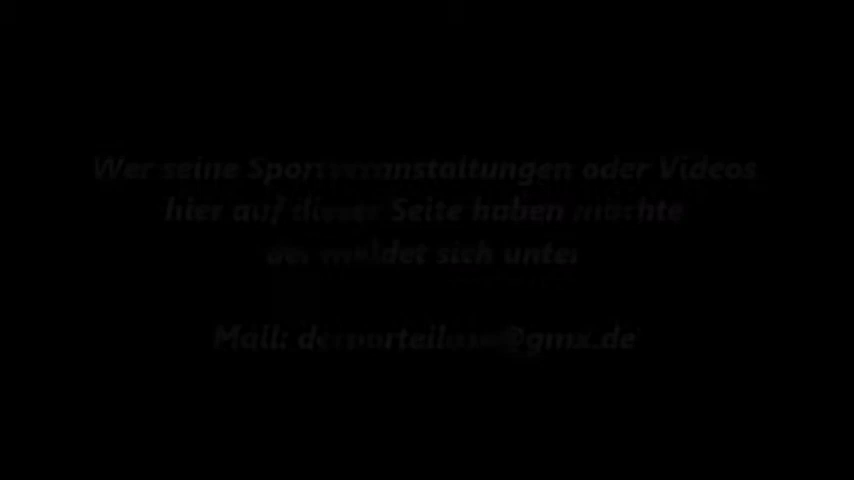 Wer seine Sportveranstaltungen oder Videos
hier auf dieser Seite haben möchte
der meldet sich unter
Mail: